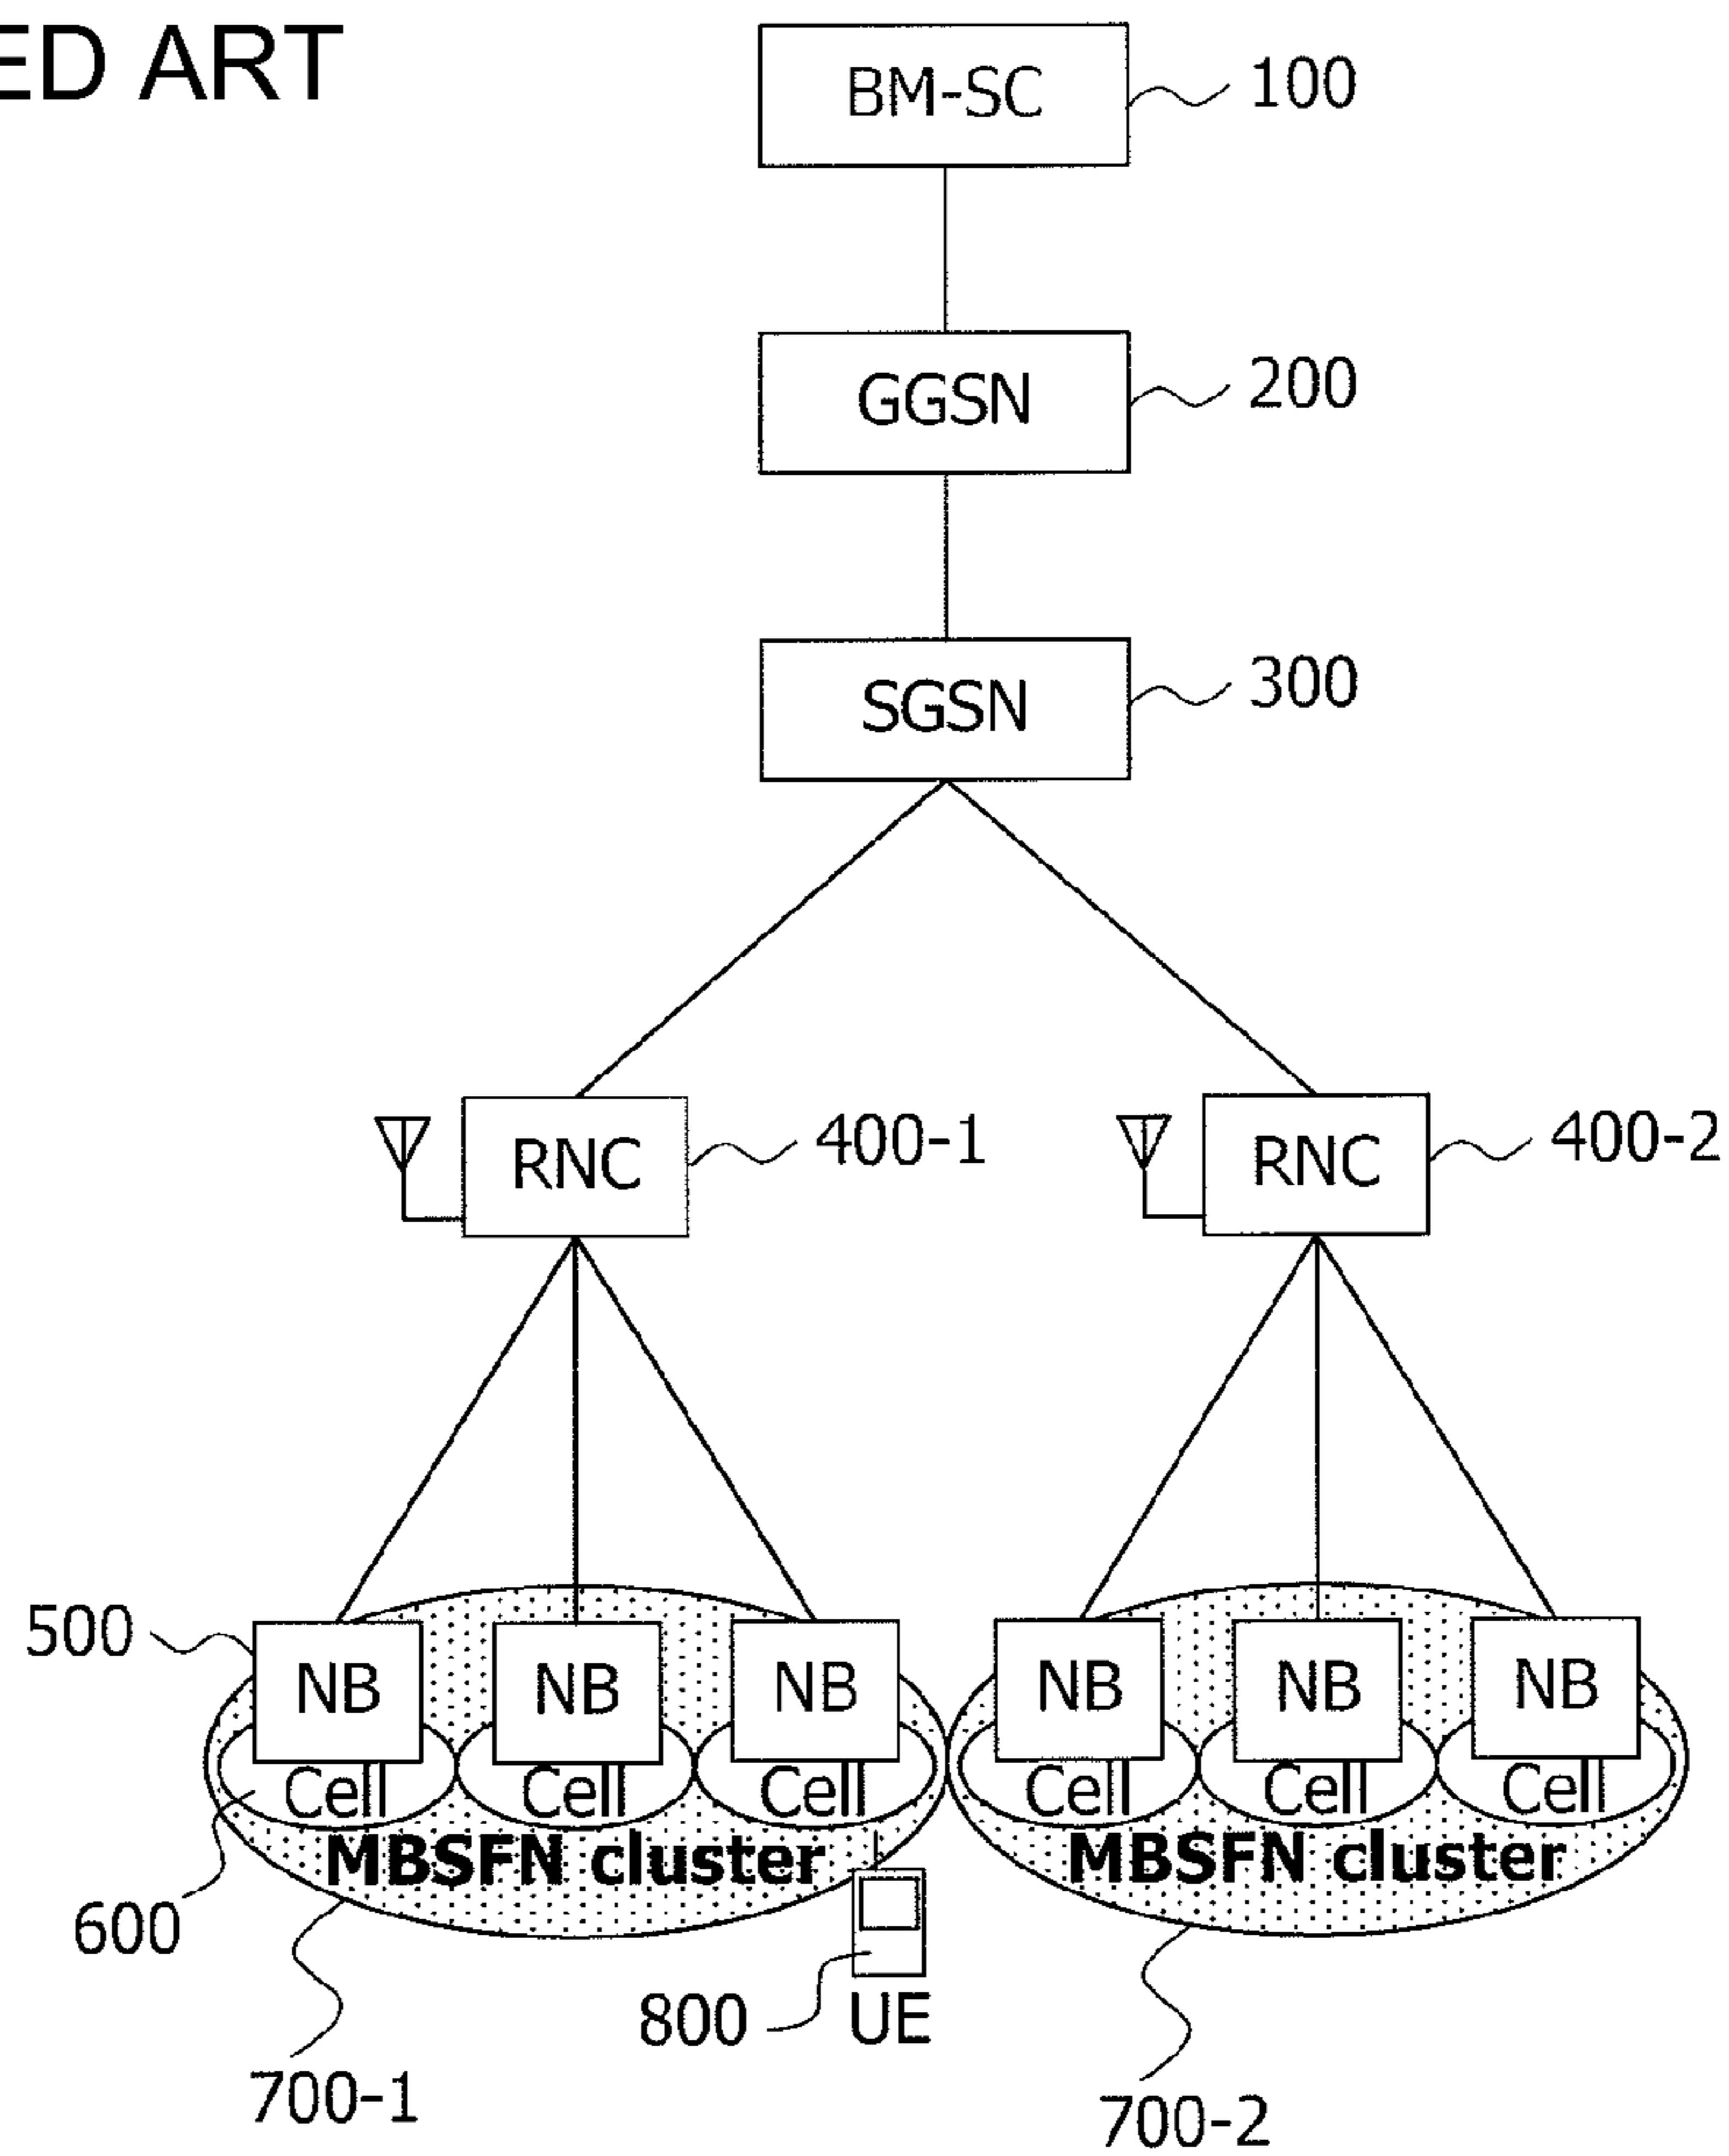 ED ART
BM-SC
100
GGSN
200
SGSN
300
RNC
400-1
RNC
400-2
500
NB
NB
NB
NB
NB
NB
Cell
Cell
Cell
Cell
Cell
Cell
MBSFN cluster
MBSFN cluster
600
800
UE
700-1
700-2